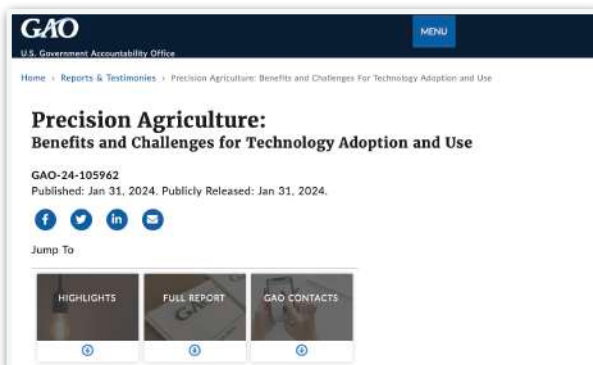 GAO
MENU
U.S. Government Accountability Office
Home › Reports & Testimonies › Precision Agriculture: Benefits and Challenges For Technology Adoption and Use
Precision Agriculture:
Benefits and Challenges for Technology Adoption and Use
GAO-24-105962
Published: Jan 31, 2024. Publicly Released: Jan 31, 2024.
Jump To
HIGHLIGHTS
FULL REPORT
GAO CONTACTS